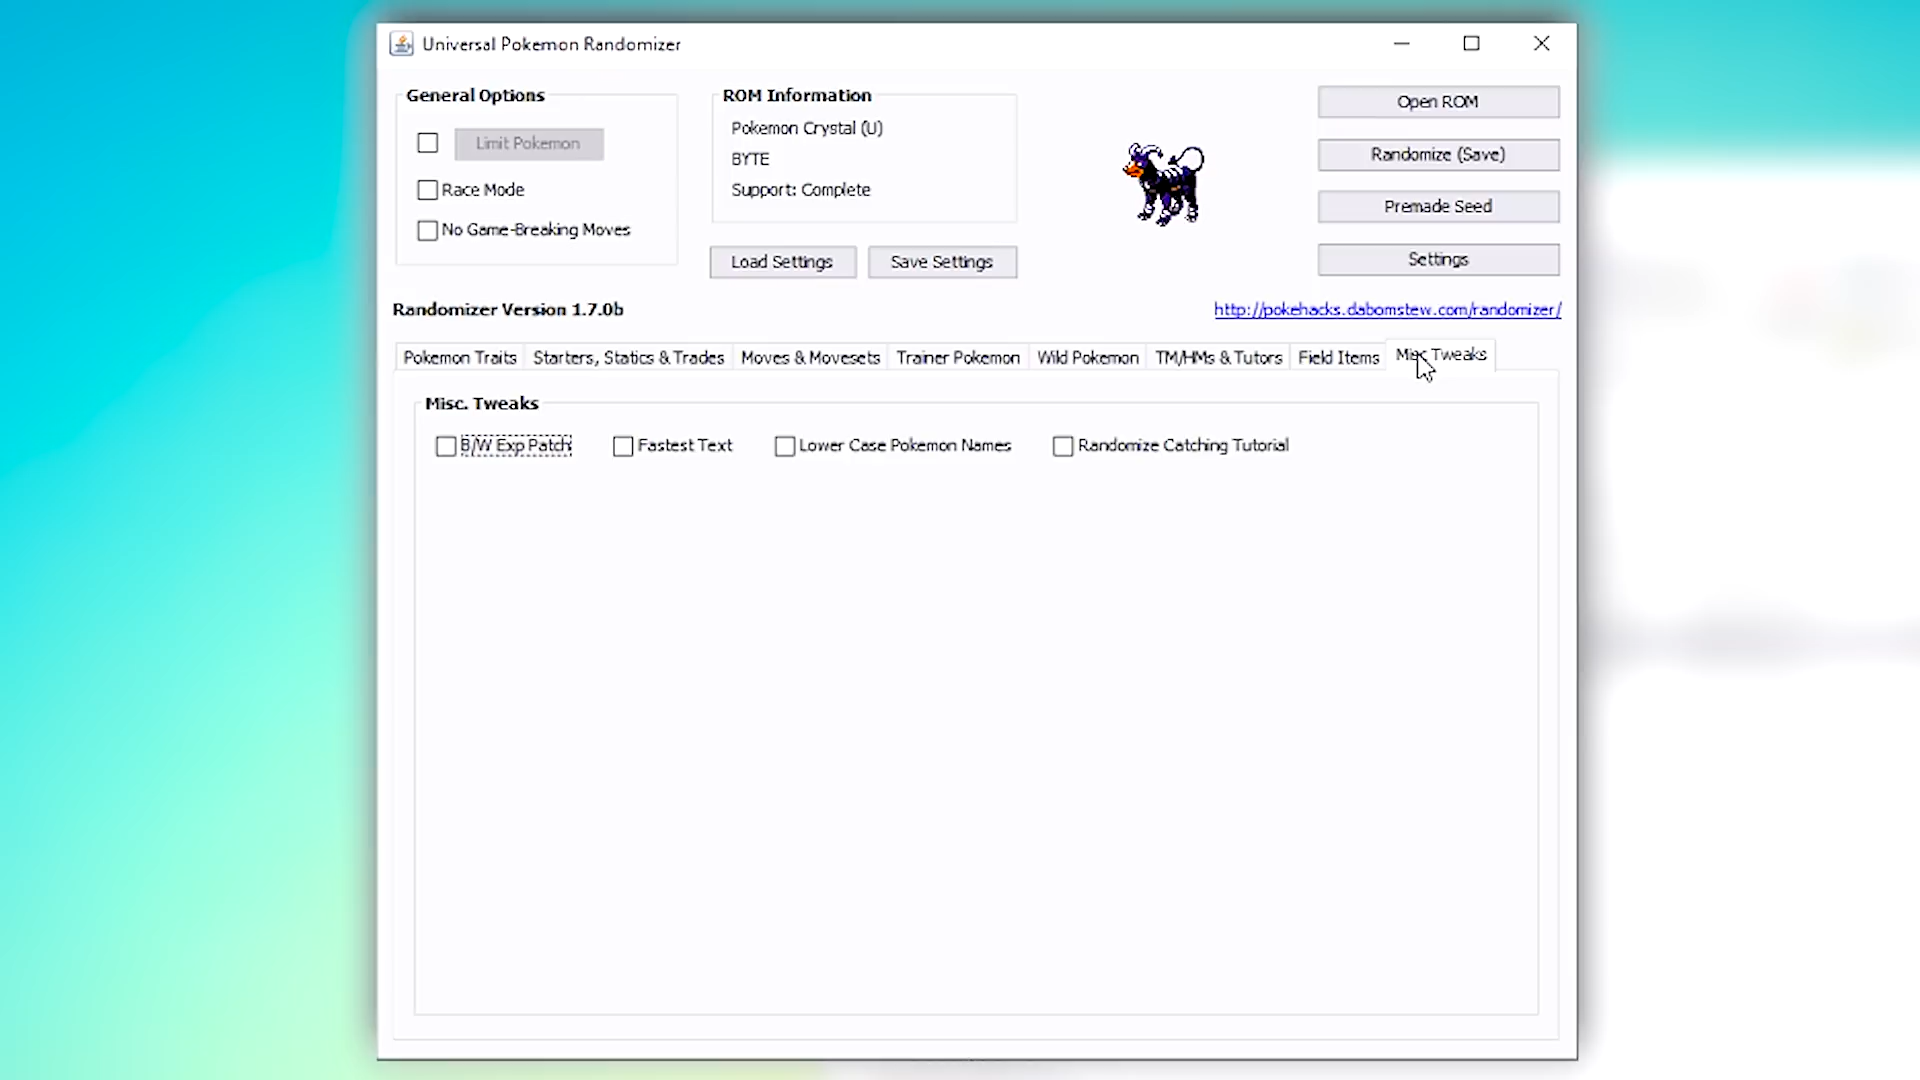 Universal Pokemon Randomizer
General Options
Limit Pokemon
Race Mode
No Game-Breaking Moves
ROM Information
Pokemon Crystal (U)
BYTE
Support: Complete
Load Settings
Save Settings
Open ROM
Randomize (Save)
Premade Seed
Settings
Randomizer Version 1.7.0b
http://pokehacks.dabomstew.com/randomizer/
Pokemon Traits
Starters, Statics & Trades
Moves & Movesets
Trainer Pokemon
Wild Pokemon
TM/HMs & Tutors
Field Items
Misc Tweaks
Misc. Tweaks
B/W Exp Patch
Fastest Text
Lower Case Pokemon Names
Randomize Catching Tutorial